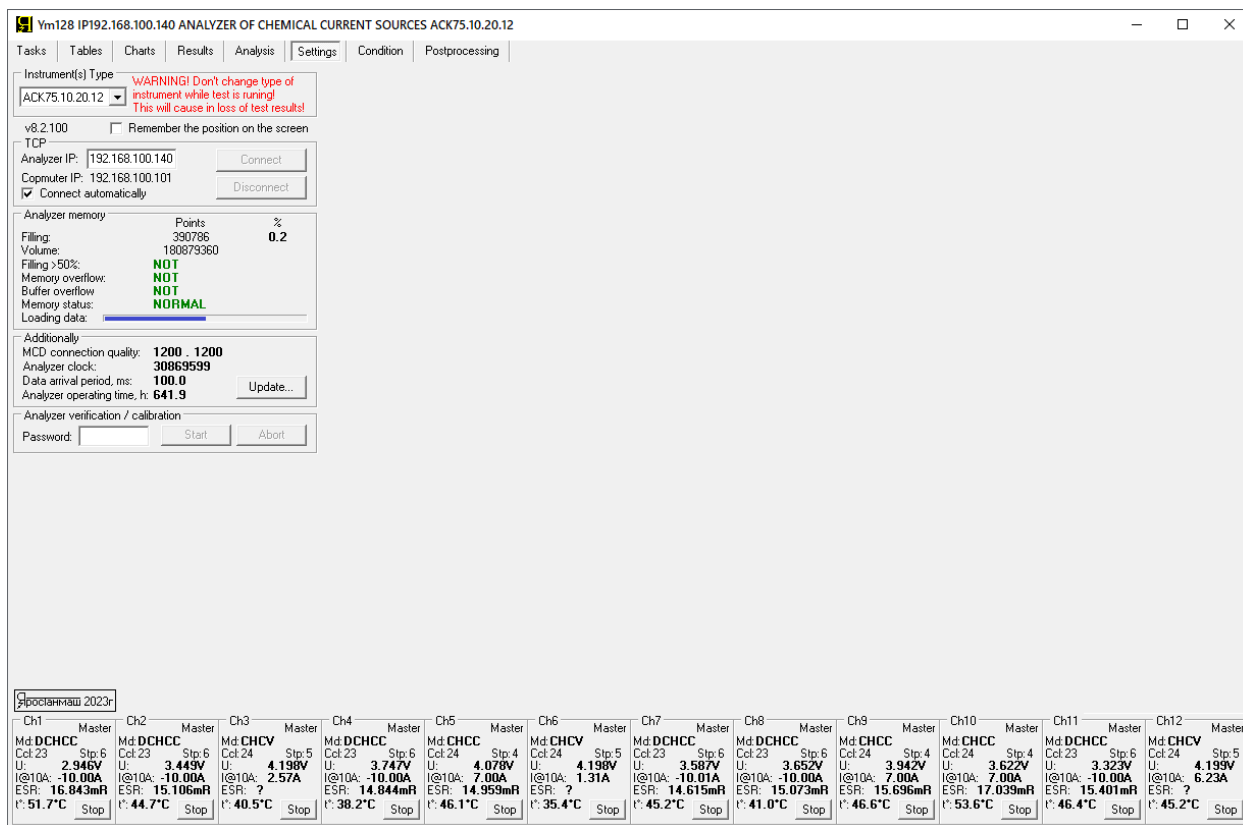 Ym128 IP192.168.100.140 ANALYZER OF CHEMICAL CURRENT SOURCES ACK75.10.20.12
Tasks Tables Charts Results Analysis Settings Condition Postprocessing
Instrument(s) Type
ACK75.10.20.12
WARNING! Don't change type of
instrument while test is runing!
This will cause in loss of test results!
v8.2.100 Remember the position on the screen
TCP
Analyzer IP: 192.168.100.140 Connect
Copmuter IP: 192.168.100.101
Connect automatically Disconnect
Analyzer memory
Points %
Filling: 390786 0.2
Volume: 180879360
Filling >50%: NOT
Memory overflow: NOT
Buffer overflow NOT
Memory status: NORMAL
Loading data:
Additionally
MCD connection quality: 1200 . 1200
Analyzer clock: 30869599
Data arrival period, ms: 100.0
Analyzer operating time, h: 641.9 Update...
Analyzer verification / calibration
Password: Start Abort
Яростанмаш 2023г
Ch1 Master
Md: DCHCC
Ccl: 23 Stp: 6
U: 2.946V
I@10A: -10.00A
ESR: 16.843mR
t°: 51.7°C Stop
Ch2 Master
Md: DCHCC
Ccl: 23 Stp: 6
U: 3.449V
I@10A: -10.00A
ESR: 15.106mR
t°: 44.7°C Stop
Ch3 Master
Md: CHCV
Ccl: 24 Stp: 5
U: 4.198V
I@10A: 2.57A
ESR: ?
t°: 40.5°C Stop
Ch4 Master
Md: DCHCC
Ccl: 23 Stp: 6
U: 3.747V
I@10A: -10.00A
ESR: 14.844mR
t°: 38.2°C Stop
Ch5 Master
Md: CHCC
Ccl: 24 Stp: 4
U: 4.078V
I@10A: 7.00A
ESR: 14.959mR
t°: 46.1°C Stop
Ch6 Master
Md: CHCV
Ccl: 24 Stp: 5
U: 4.198V
I@10A: 1.31A
ESR: ?
t°: 35.4°C Stop
Ch7 Master
Md: DCHCC
Ccl: 23 Stp: 6
U: 3.587V
I@10A: -10.01A
ESR: 14.615mR
t°: 45.2°C Stop
Ch8 Master
Md: DCHCC
Ccl: 23 Stp: 6
U: 3.652V
I@10A: -10.00A
ESR: 15.073mR
t°: 41.0°C Stop
Ch9 Master
Md: CHCC
Ccl: 24 Stp: 4
U: 3.942V
I@10A: 7.00A
ESR: 15.696mR
t°: 46.6°C Stop
Ch10 Master
Md: CHCC
Ccl: 24 Stp: 4
U: 3.622V
I@10A: 7.00A
ESR: 17.039mR
t°: 53.6°C Stop
Ch11 Master
Md: DCHCC
Ccl: 23 Stp: 6
U: 3.323V
I@10A: -10.00A
ESR: 15.401mR
t°: 46.4°C Stop
Ch12 Master
Md: CHCV
Ccl: 24 Stp: 5
U: 4.199V
I@10A: 6.23A
ESR: ?
t°: 45.2°C Stop